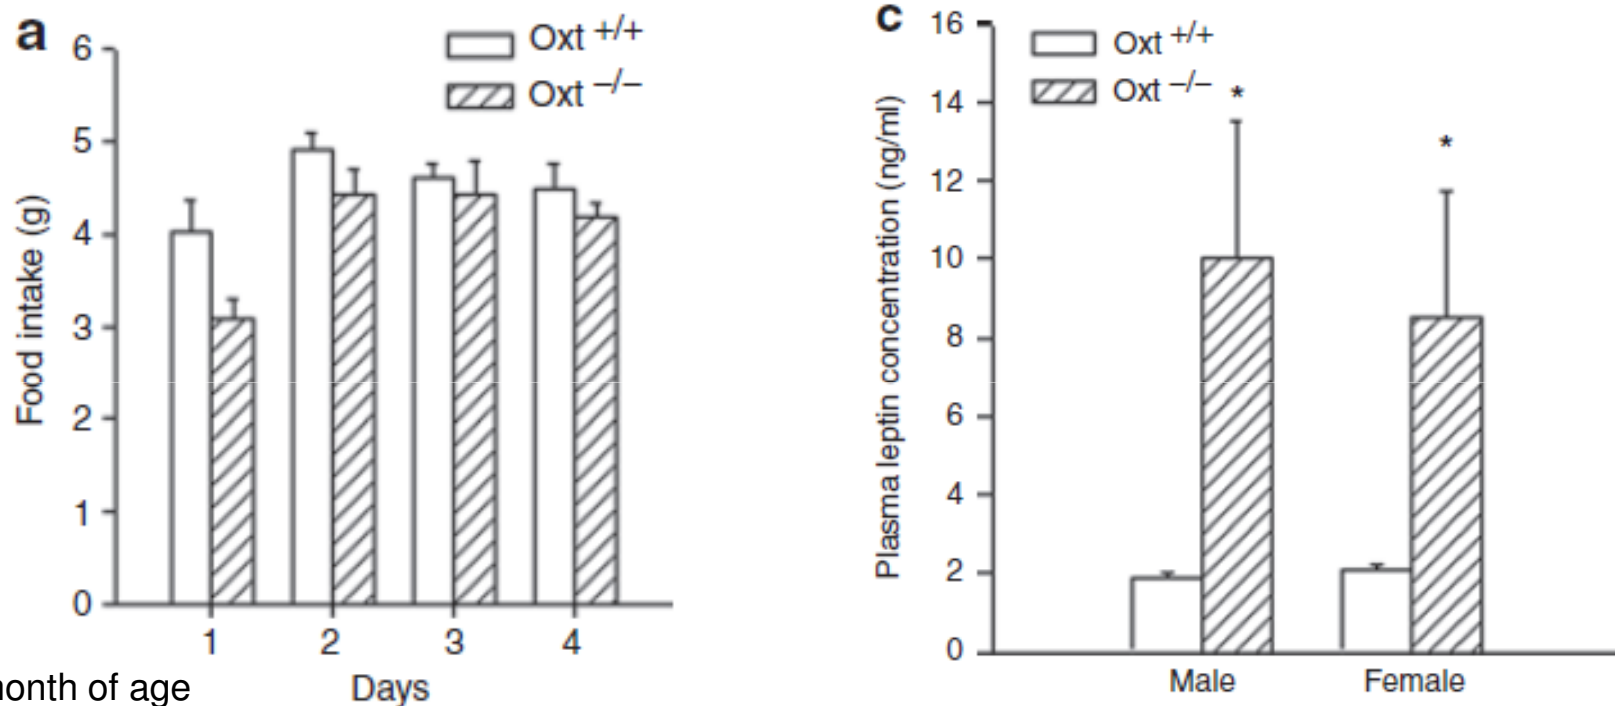 a
Oxt +/+
Oxt –/–
Food intake (g)
6
5
4
3
2
1
0
1 2 3 4
Days
of age
c
Oxt +/+
Oxt –/–
Plasma leptin concentration (ng/ml)
16
14
12
10
8
6
4
2
0
*
*
Male Female